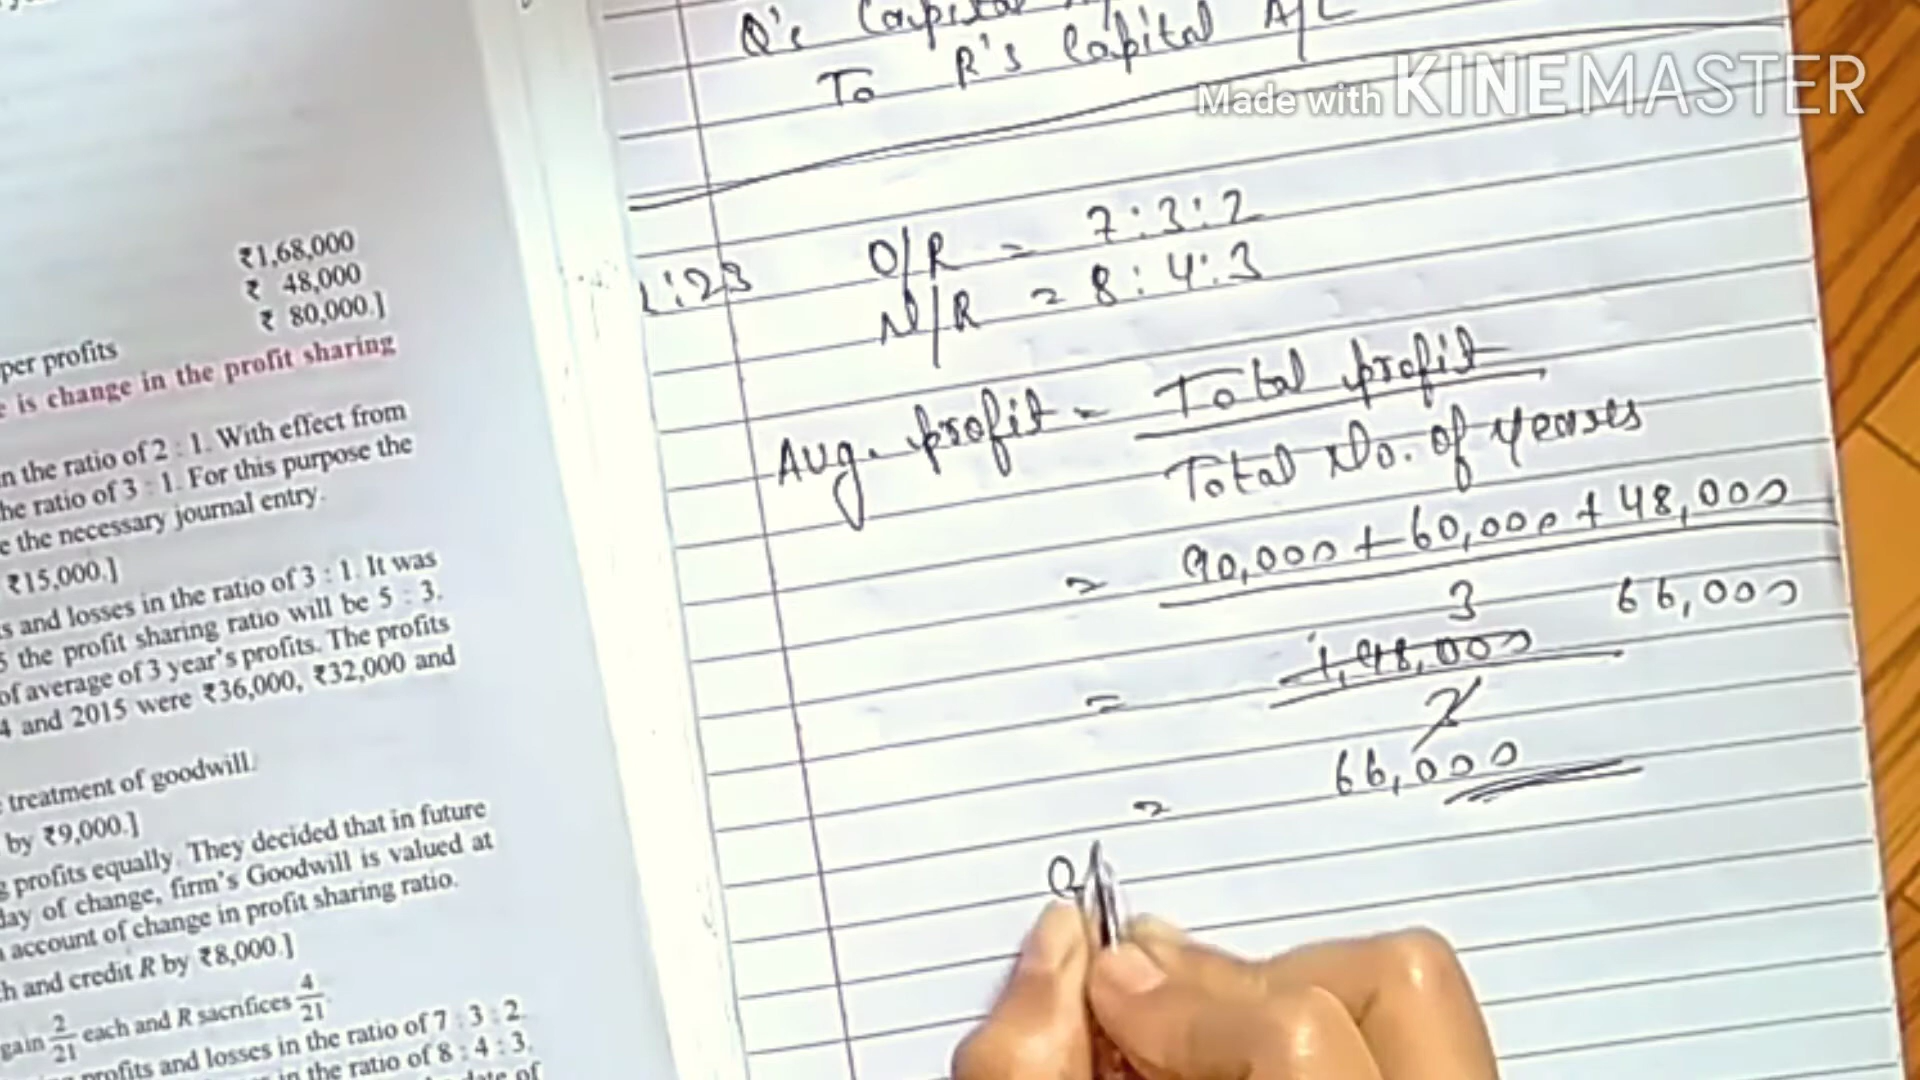 ₹1,68,000
₹ 48,000
₹ 80,000.]
per profits
is change in the profit sharing
in the ratio of 2 : 1. With effect from
the ratio of 3 : 1. For this purpose the
the necessary journal entry.
₹15,000.]
and losses in the ratio of 3 : 1. It was
the profit sharing ratio will be 5 : 3.
of average of 3 year's profits. The profits
4 and 2015 were ₹36,000, ₹32,000 and
treatment of goodwill.
by ₹9,000.]
profits equally. They decided that in future
day of change, firm's Goodwill is valued at
account of change in profit sharing ratio.
and credit R by ₹8,000.]
gain 2/21 each and R sacrifices 4/21.
profits and losses in the ratio of 7 : 3 : 2.
in the ratio of 8 : 4 : 3.
date of
Q's Capital
To R's Capital A/C
Made with KINEMASTER
:23
O/R = 7:3:2
N/R = 8:4:3
Avg. profit = Total profit
Total No. of years
= 90,000 + 60,000 + 48,000
3
66,000
= 1,98,000
3
= 66,000